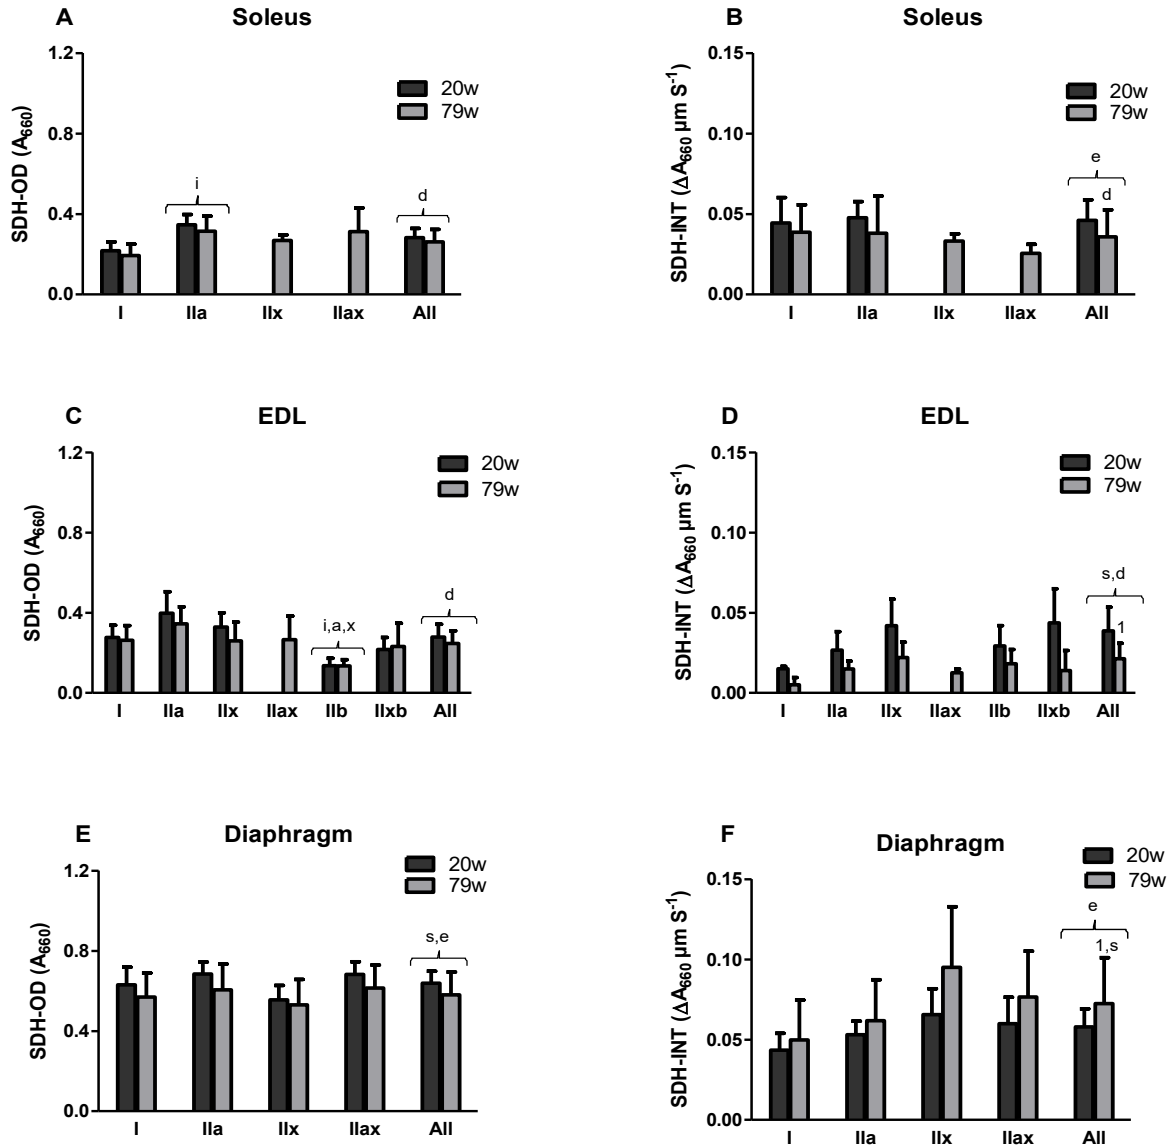 A Soleus
1.2
0.8
0.4
0.0
SDH-OD (A660)
20w
79w
i
d
I IIa IIx IIax All
B Soleus
0.15
0.10
0.05
0.00
SDH-INT (ΔA660 µm S-1)
20w
79w
e
d
I IIa IIx IIax All
C EDL
1.2
0.8
0.4
0.0
SDH-OD (A660)
20w
79w
i,a,x
d
I IIa IIx IIax IIb IIxb All
D EDL
0.15
0.10
0.05
0.00
SDH-INT (ΔA660 µm S-1)
20w
79w
s,d
1
I IIa IIx IIax IIb IIxb All
E Diaphragm
1.2
0.8
0.4
0.0
SDH-OD (A660)
20w
79w
s,e
I IIa IIx IIax All
F Diaphragm
0.15
0.10
0.05
0.00
SDH-INT (ΔA660 µm S-1)
20w
79w
e
1,s
I IIa IIx IIax All